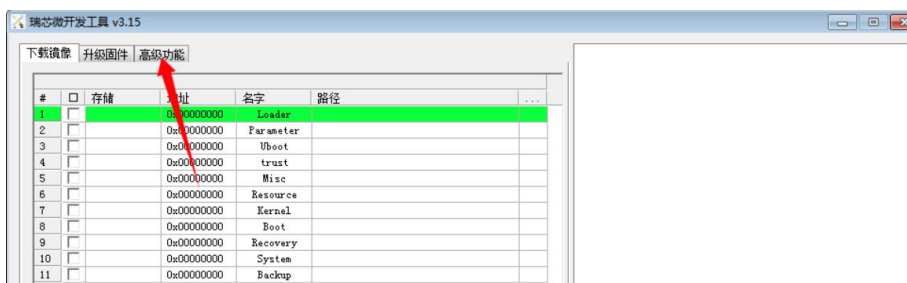 瑞芯微开发工具 v3.15
下载镜像 升级固件 高级功能
# 存储 地址 名字 路径 ...
1 0x00000000 Loader
2 0x00000000 Parameter
3 0x00000000 Uboot
4 0x00000000 trust
5 0x00000000 Misc
6 0x00000000 Resource
7 0x00000000 Kernel
8 0x00000000 Boot
9 0x00000000 Recovery
10 0x00000000 System
11 0x00000000 Backup